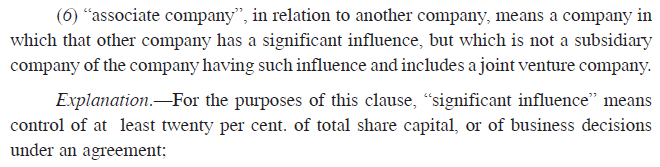 (6) “associate company”, in relation to another company, means a company in
which that other company has a significant influence, but which is not a subsidiary
company of the company having such influence and includes a joint venture company.
Explanation.—For the purposes of this clause, “significant influence” means
control of at least twenty per cent. of total share capital, or of business decisions
under an agreement;